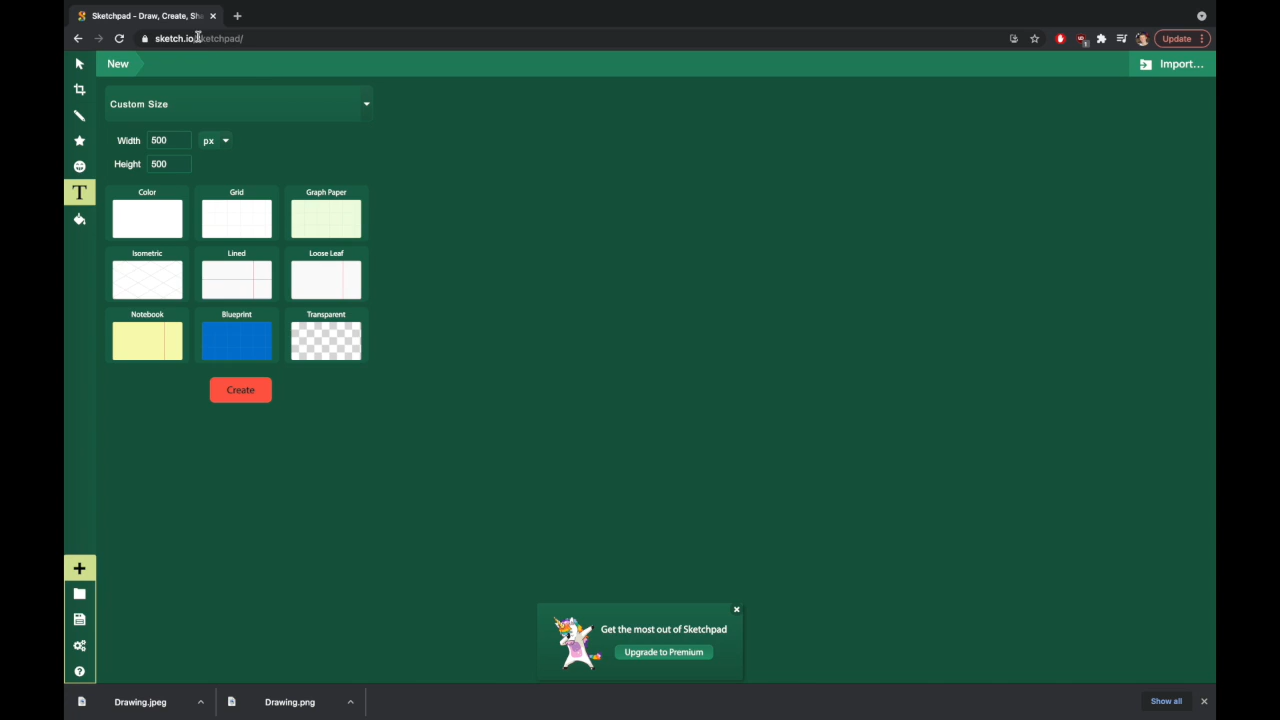 Sketchpad - Draw, Create, Sha
sketch.io/sketchpad/
Update
New
Import...
Custom Size
Width 500 px
Height 500
Color Grid Graph Paper
Isometric Lined Loose Leaf
Notebook Blueprint Transparent
Create
T
Get the most out of Sketchpad
Upgrade to Premium
Drawing.jpeg Drawing.png Show all